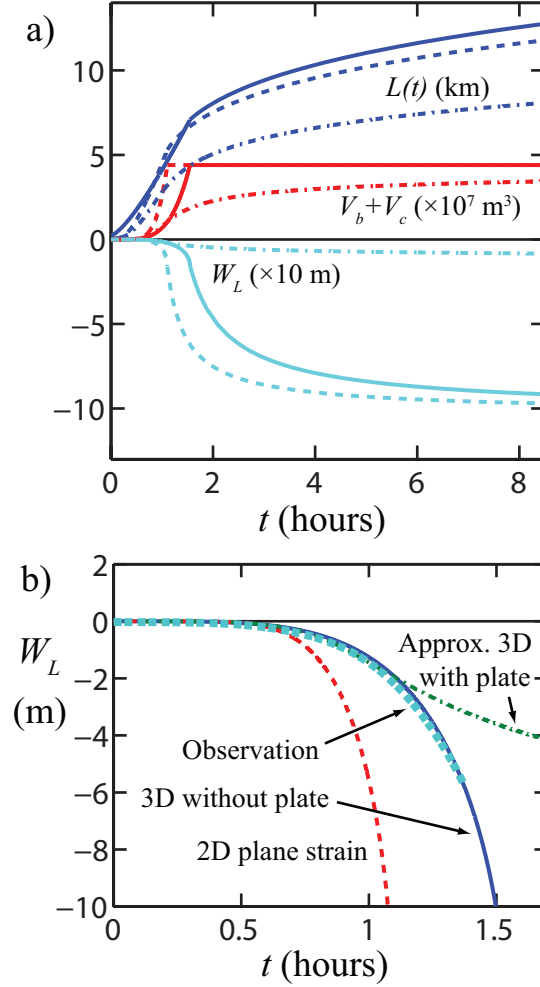 a)
10
5
0
−5
−10
L(t) (km)
V_b+V_c (×10⁷ m³)
W_L (×10 m)
0
2
4
6
8
t (hours)
b)
2
0
−2
−4
−6
−8
−10
W_L
(m)
Approx. 3D
with plate
Observation
3D without plate
2D plane strain
0
0.5
1
1.5
t (hours)